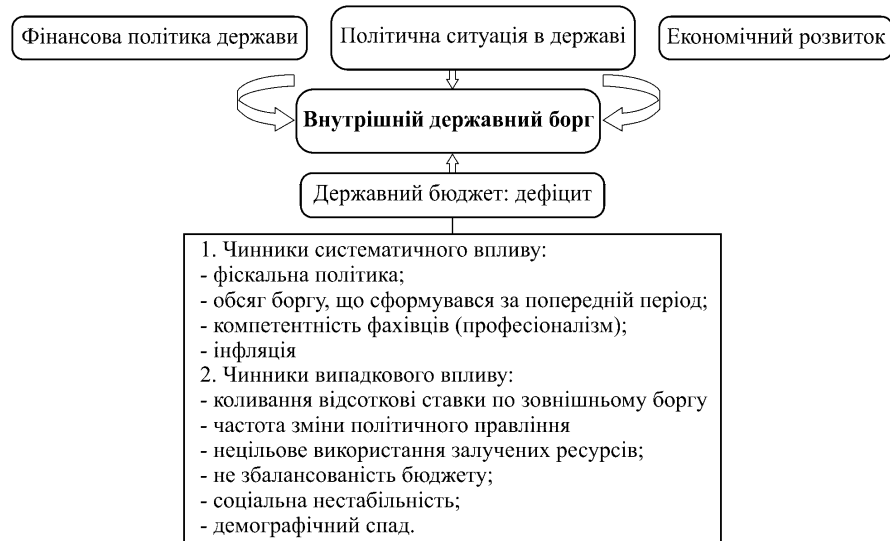 Фінансова політика держави
Політична ситуація в державі
Економічний розвиток
Внутрішній державний борг
Державний бюджет: дефіцит
1. Чинники систематичного впливу:
- фіскальна політика;
- обсяг боргу, що сформувався за попередній період;
- компетентність фахівців (професіоналізм);
- інфляція
2. Чинники випадкового впливу:
- коливання відсоткові ставки по зовнішньому боргу
- частота зміни політичного правління
- нецільове використання залучених ресурсів;
- не збалансованість бюджету;
- соціальна нестабільність;
- демографічний спад.